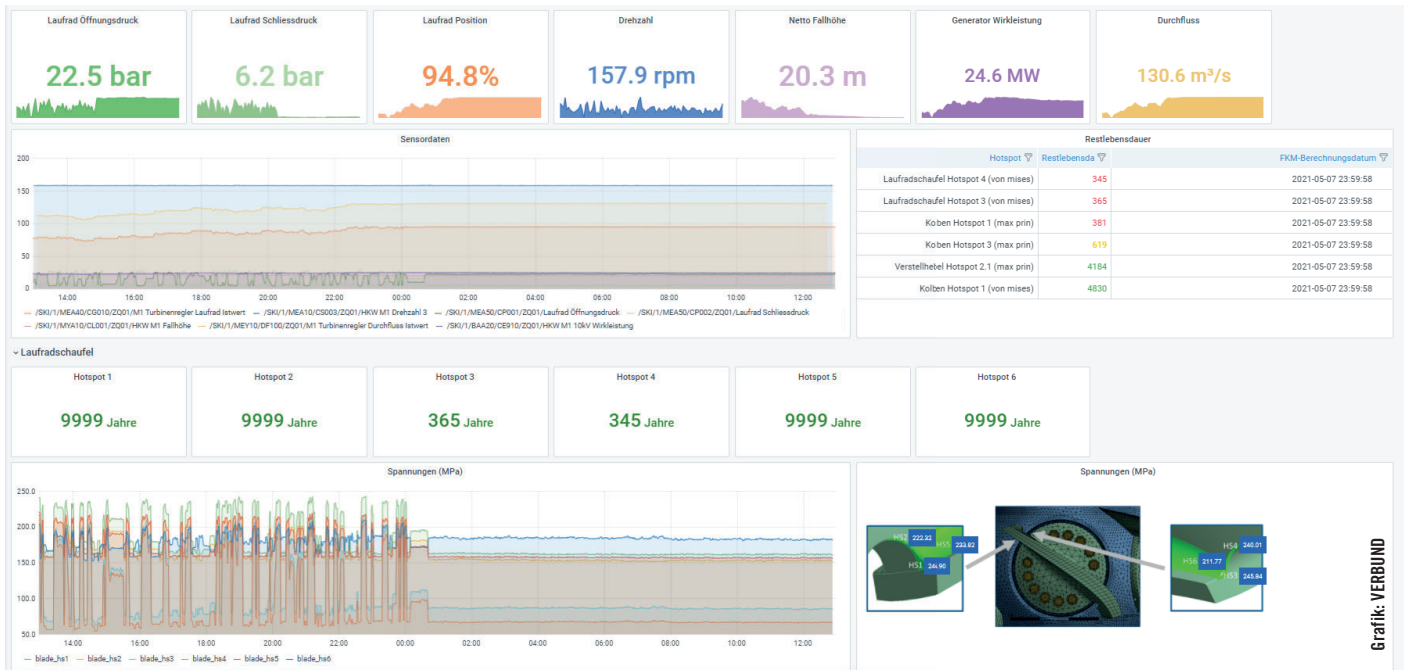 Laufrad Öffnungsdruck
Laufrad Schliessdruck
Laufrad Position
Drehzahl
Netto Fallhöhe
Generator Wirkleistung
Durchfluss
22.5 bar
6.2 bar
94.8%
157.9 rpm
20.3 m
24.6 MW
130.6 m³/s
Sensordaten
200
150
100
50
0
14:00 16:00 18:00 20:00 22:00 00:00 02:00 04:00 06:00 08:00 10:00 12:00
/SKI/1/MEA40/CG010/ZQ01/M1 Turbinenregler Laufrad Istwert /SKI/1/MEA10/CS003/ZQ01/HKW M1 Drehzahl 3 /SKI/1/MEA50/CP001/ZQ01/Laufrad Öffnungsdruck /SKI/1/MEA50/CP002/ZQ01/Laufrad Schliessdruck
/SKI/1/MYA10/CL001/ZQ01/HKW M1 Fallhöhe /SKI/1/MEY10/DF100/ZQ01/M1 Turbinenregler Durchfluss Istwert /SKI/1/BAA20/CE910/ZQ01/HKW M1 10kV Wirkleistung
Restlebensdauer
Hotspot Restlebensda FKM-Berechnungsdatum
Laufradschaufel Hotspot 4 (von mises) 345 2021-05-07 23:59:58
Laufradschaufel Hotspot 3 (von mises) 365 2021-05-07 23:59:58
Koben Hotspot 1 (max prin) 381 2021-05-07 23:59:58
Koben Hotspot 3 (max prin) 619 2021-05-07 23:59:58
Verstellhetel Hotspot 2.1 (max prin) 4184 2021-05-07 23:59:58
Kolben Hotspot 1 (von mises) 4830 2021-05-07 23:59:58
Laufradschaufel
Hotspot 1
Hotspot 2
Hotspot 3
Hotspot 4
Hotspot 5
Hotspot 6
9999 Jahre
9999 Jahre
365 Jahre
345 Jahre
9999 Jahre
9999 Jahre
Spannungen (MPa)
250.0
200.0
150.0
100.0
50.0
14:00 16:00 18:00 20:00 22:00 00:00 02:00 04:00 06:00 08:00 10:00 12:00
blade_hs1 blade_hs2 blade_hs3 blade_hs4 blade_hs5 blade_hs6
Spannungen (MPa)
HS2 222.32
HS5 233.82
HS1 244.90
HS4 240.01
HS6 211.77
HS3 245.84
Grafik: VERBUND